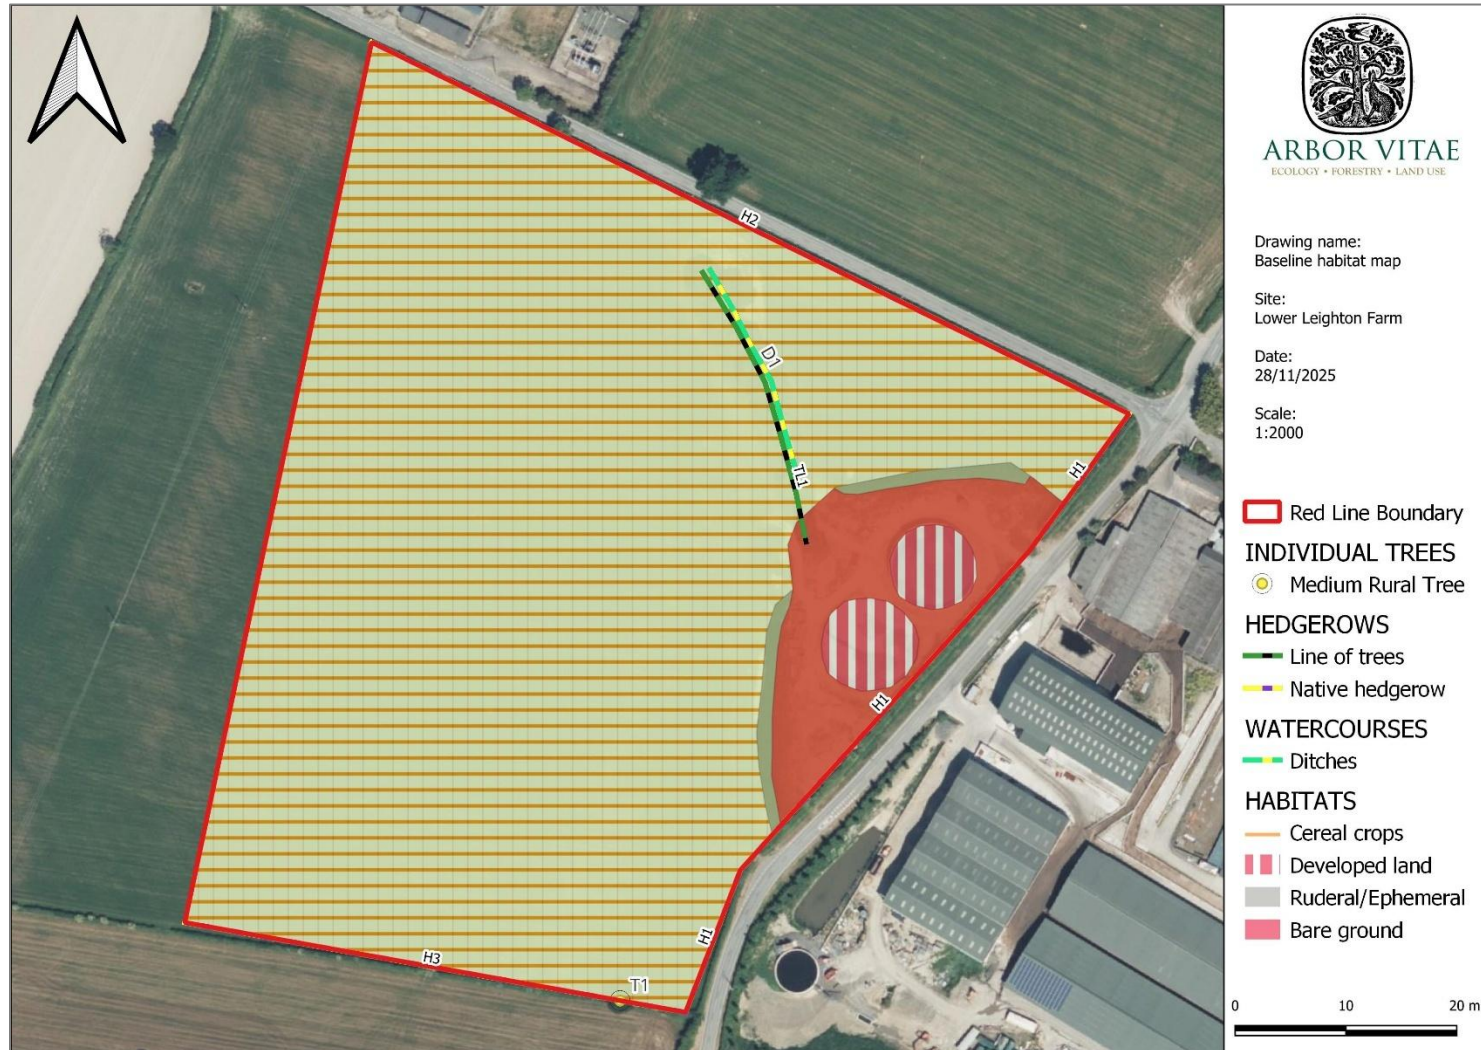 ARBOR VITAE
ECOLOGY • FORESTRY • LAND USE
Drawing name:
Baseline habitat map
Site:
Lower Leighton Farm
Date:
28/11/2025
Scale:
1:2000
Red Line Boundary
INDIVIDUAL TREES
Medium Rural Tree
HEDGEROWS
Line of trees
Native hedgerow
WATERCOURSES
Ditches
HABITATS
Cereal crops
Developed land
Ruderal/Ephemeral
Bare ground
0 10 20 m
H2
D1
TL1
H1
H1
H1
H3
T1